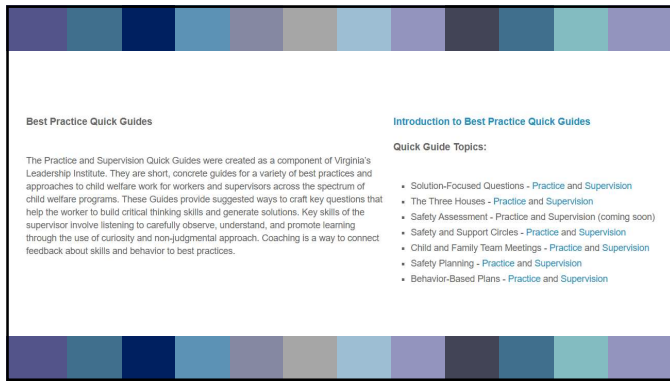 Best Practice Quick Guides
The Practice and Supervision Quick Guides were created as a component of Virginia's
Leadership Institute. They are short, concrete guides for a variety of best practices and
approaches to child welfare work for workers and supervisors across the spectrum of
child welfare programs. These Guides provide suggested ways to craft key questions that
help the worker to build critical thinking skills and generate solutions. Key skills of the
supervisor involve listening to carefully observe, understand, and promote learning
through the use of curiosity and non-judgmental approach. Coaching is a way to connect
feedback about skills and behavior to best practices.
Introduction to Best Practice Quick Guides
Quick Guide Topics:
▪ Solution-Focused Questions - Practice and Supervision
▪ The Three Houses - Practice and Supervision
▪ Safety Assessment - Practice and Supervision (coming soon)
▪ Safety and Support Circles - Practice and Supervision
▪ Child and Family Team Meetings - Practice and Supervision
▪ Safety Planning - Practice and Supervision
▪ Behavior-Based Plans - Practice and Supervision